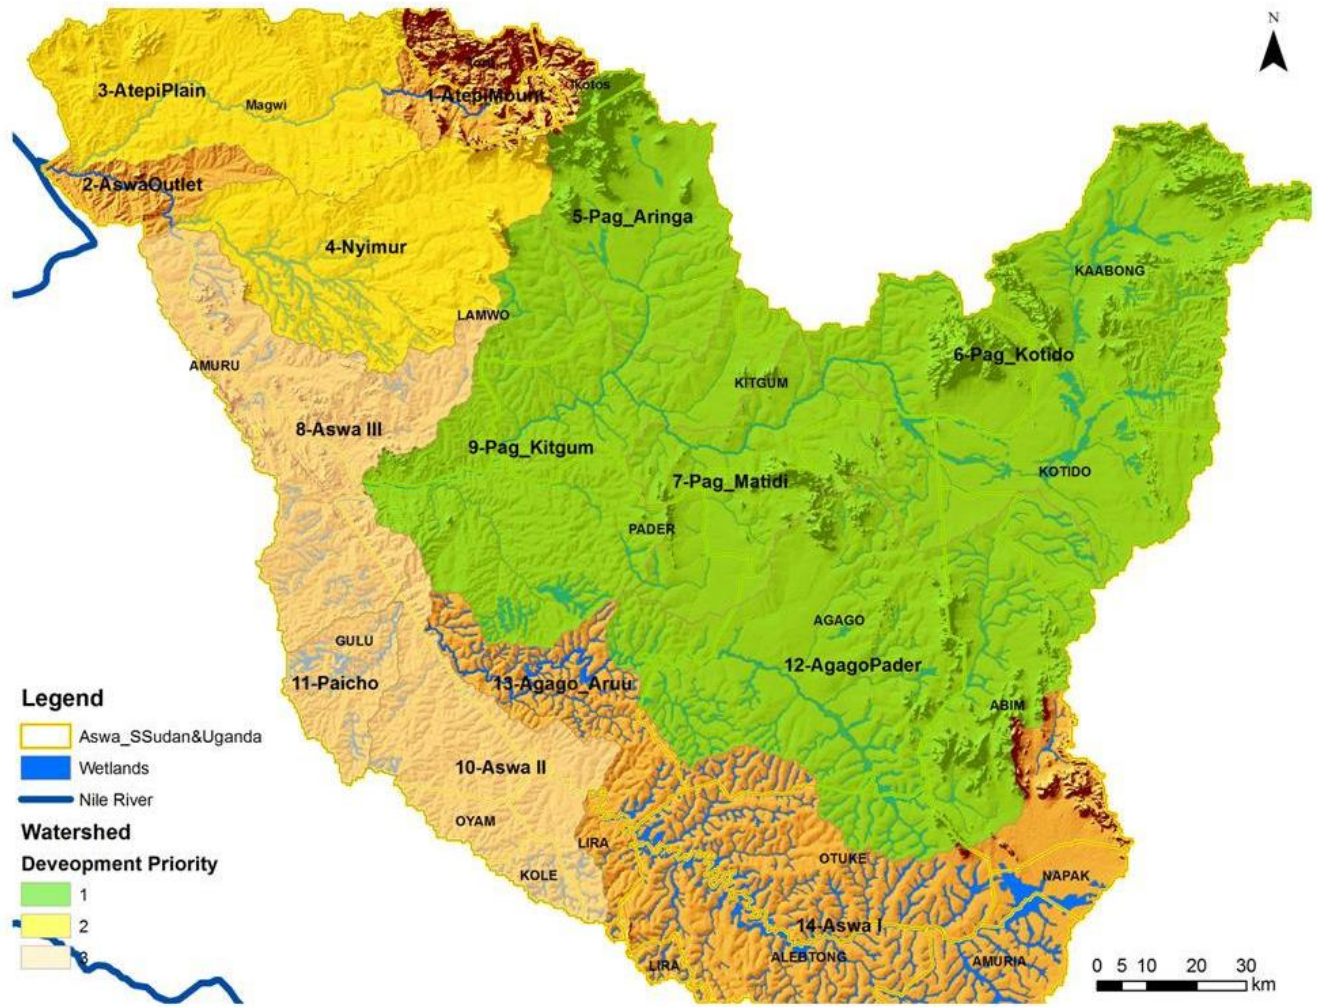 N
3-AtepiPlain
Magwi
1-AtepiMount
Ikotos
2-AswaOutlet
5-Pag_Aringa
4-Nyimur
KAABONG
LAMWO
AMURU
6-Pag_Kotido
KITGUM
8-Aswa III
9-Pag_Kitgum
7-Pag_Matidi
KOTIDO
PADER
AGAGO
GULU
12-AgagoPader
11-Paicho
13-Agago_Aruu
ABIM
10-Aswa II
OYAM
LIRA
OTUKE
KOLE
NAPAK
14-Aswa I
ALEBTONG
AMURIA
LIRA
Legend
Aswa_SSudan&Uganda
Wetlands
Nile River
Watershed
Deveopment Priority
1
2
3
0 5 10 20 30
km